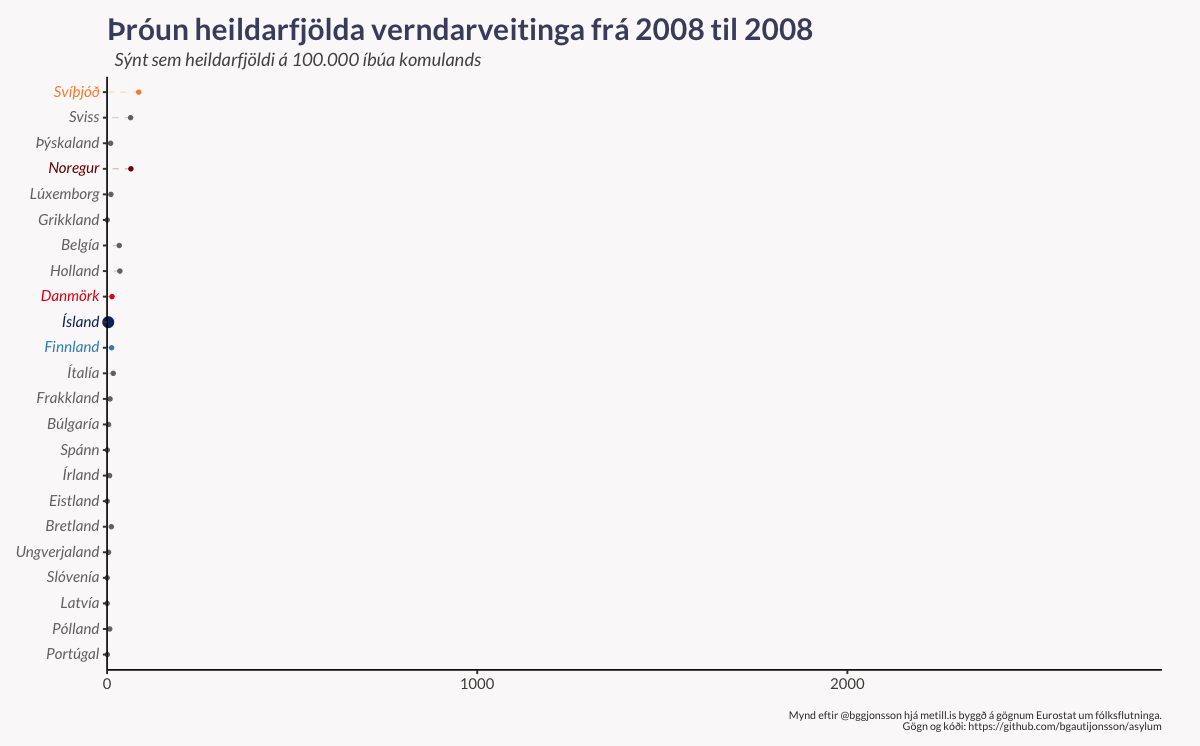 Þróun heildarfjölda verndarveitinga frá 2008 til 2008
Sýnt sem heildarfjöldi á 100.000 íbúa komulands
Svíþjóð
Sviss
Þýskaland
Noregur
Lúxemborg
Grikkland
Belgía
Holland
Danmörk
Ísland
Finnland
Ítalía
Frakkland
Búlgaría
Spánn
Írland
Eistland
Bretland
Ungverjaland
Slóvenía
Latvía
Pólland
Portúgal
0 1000 2000
Mynd eftir @bggjonsson hjá metill.is byggð á gögnum Eurostat um fólksflutninga.
Gögn og kóði: https://github.com/bgautijonsson/asylum